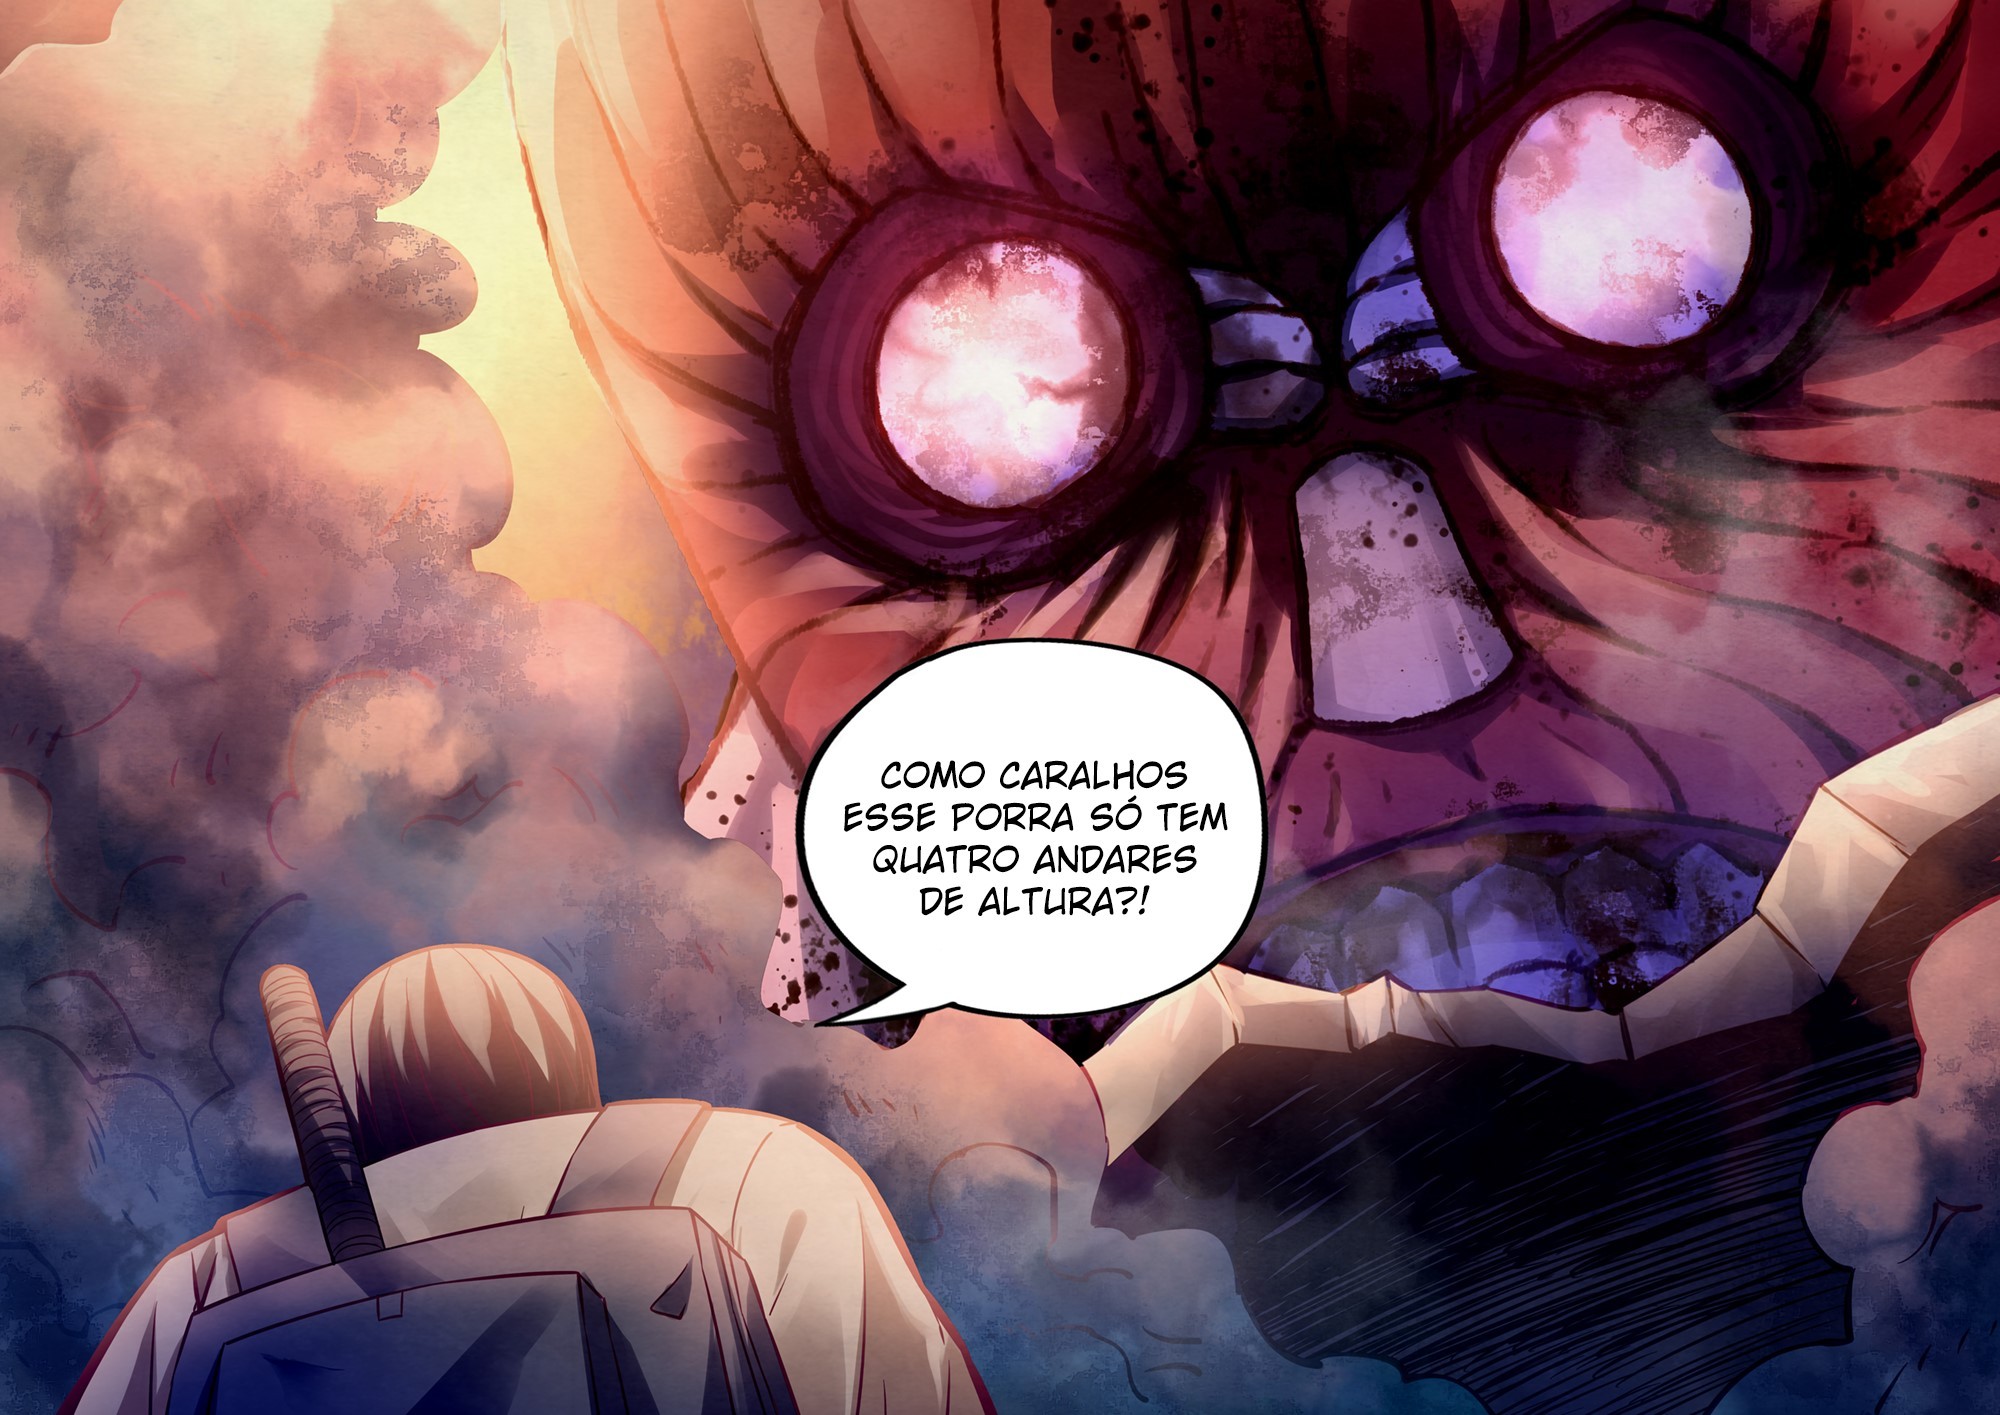 COMO CARALHOS
ESSE PORRA SÓ TEM
QUATRO ANDARES
DE ALTURA?!